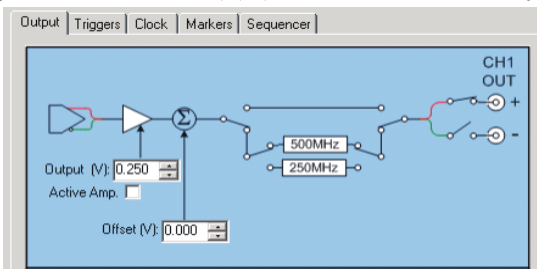 Output Triggers Clock Markers Sequencer
CH1
OUT
+
500MHz
-
250MHz
Output (V): 0.250
Active Amp.
Σ
Offset (V): 0.000